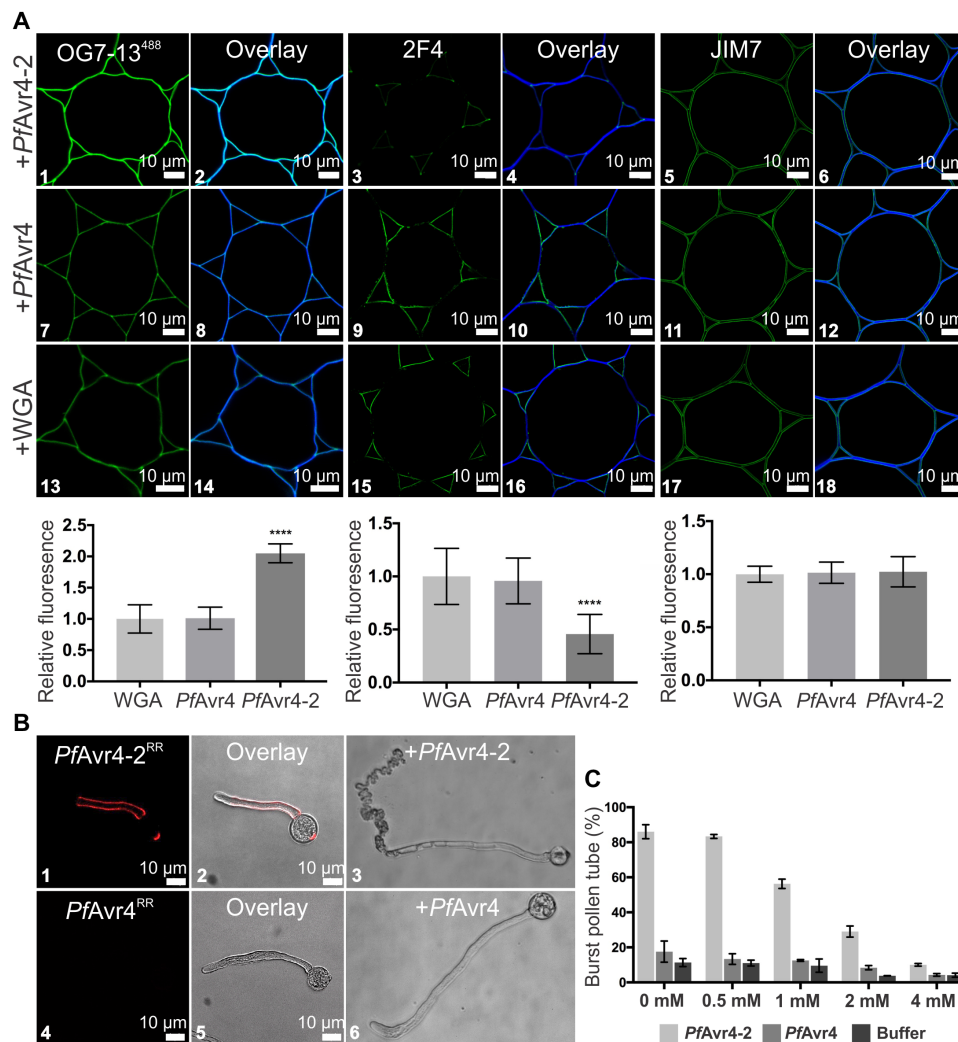 A
OG7-13⁴⁸⁸ Overlay 2F4 Overlay JIM7 Overlay
+PfAvr4-2
10 µm 10 µm 10 µm 10 µm 10 µm 10 µm
1 2 3 4 5 6
+PfAvr4
10 µm 10 µm 10 µm 10 µm 10 µm 10 µm
7 8 9 10 11 12
+WGA
10 µm 10 µm 10 µm 10 µm 10 µm 10 µm
13 14 15 16 17 18
Relative fluoresence
2.5
2.0
1.5
1.0
0.5
0.0
****
WGA PfAvr4 PfAvr4-2
Relative fluoresence
1.5
1.0
0.5
0.0
****
WGA PfAvr4 PfAvr4-2
Relative fluoresence
1.5
1.0
0.5
0.0
WGA PfAvr4 PfAvr4-2
B
PfAvr4-2ᴿᴿ Overlay +PfAvr4-2
10 µm 10 µm
1 2 3
PfAvr4ᴿᴿ Overlay +PfAvr4
10 µm 10 µm
4 5 6
C
Burst pollen tube (%)
100
80
60
40
20
0
0 mM 0.5 mM 1 mM 2 mM 4 mM
PfAvr4-2 PfAvr4 Buffer